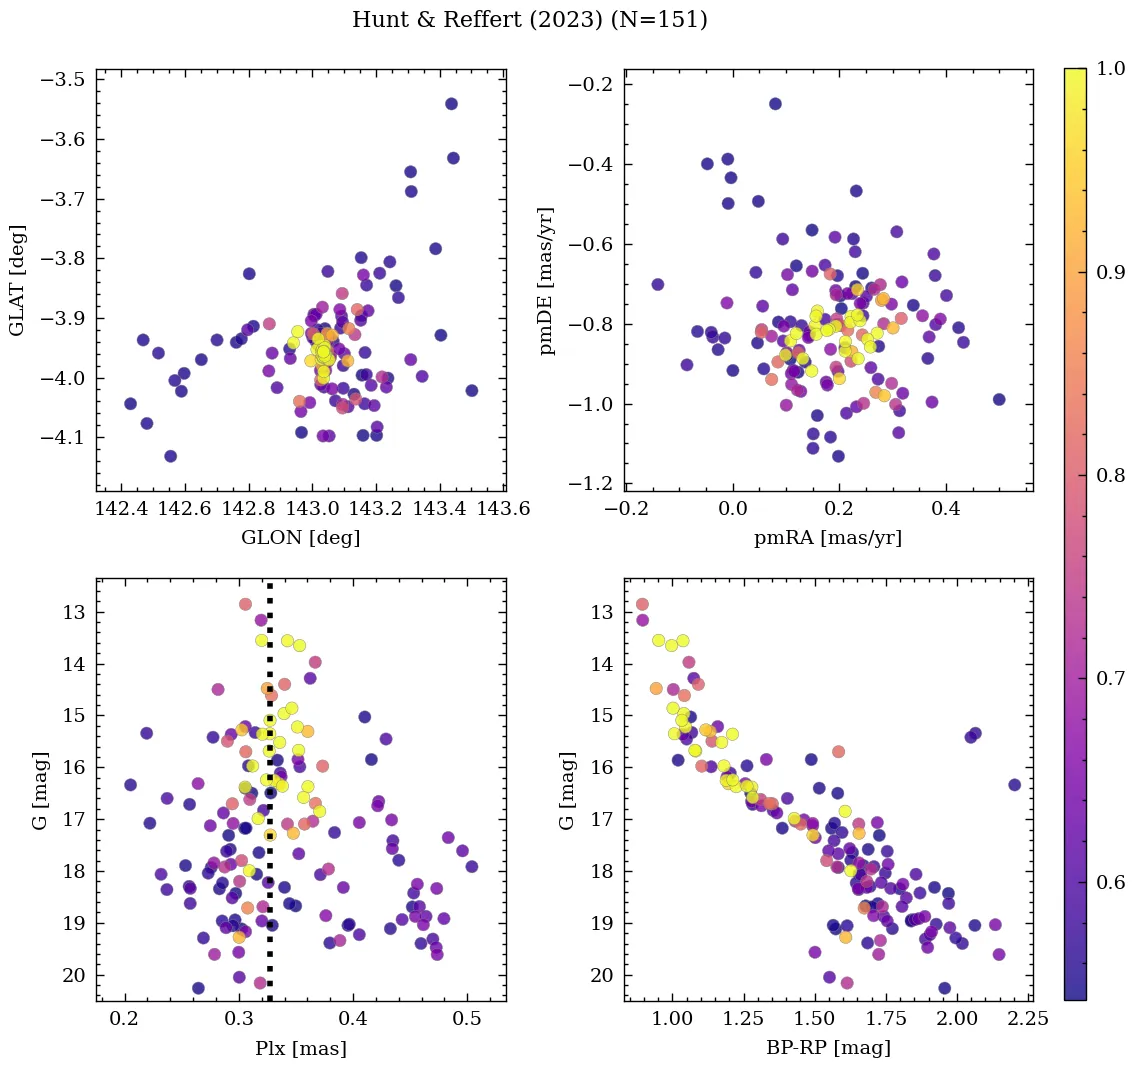 Hunt & Reffert (2023) (N=151)
−3.5
−3.6
−3.7
−3.8
−3.9
−4.0
−4.1
GLAT [deg]
142.4 142.6 142.8 143.0 143.2 143.4 143.6
GLON [deg]
−0.2
−0.4
−0.6
−0.8
−1.0
−1.2
pmDE [mas/yr]
−0.2 0.0 0.2 0.4
pmRA [mas/yr]
1.0
0.9
0.8
0.7
0.6
13
14
15
16
17
18
19
20
G [mag]
0.2 0.3 0.4 0.5
Plx [mas]
13
14
15
16
17
18
19
20
G [mag]
1.00 1.25 1.50 1.75 2.00 2.25
BP-RP [mag]